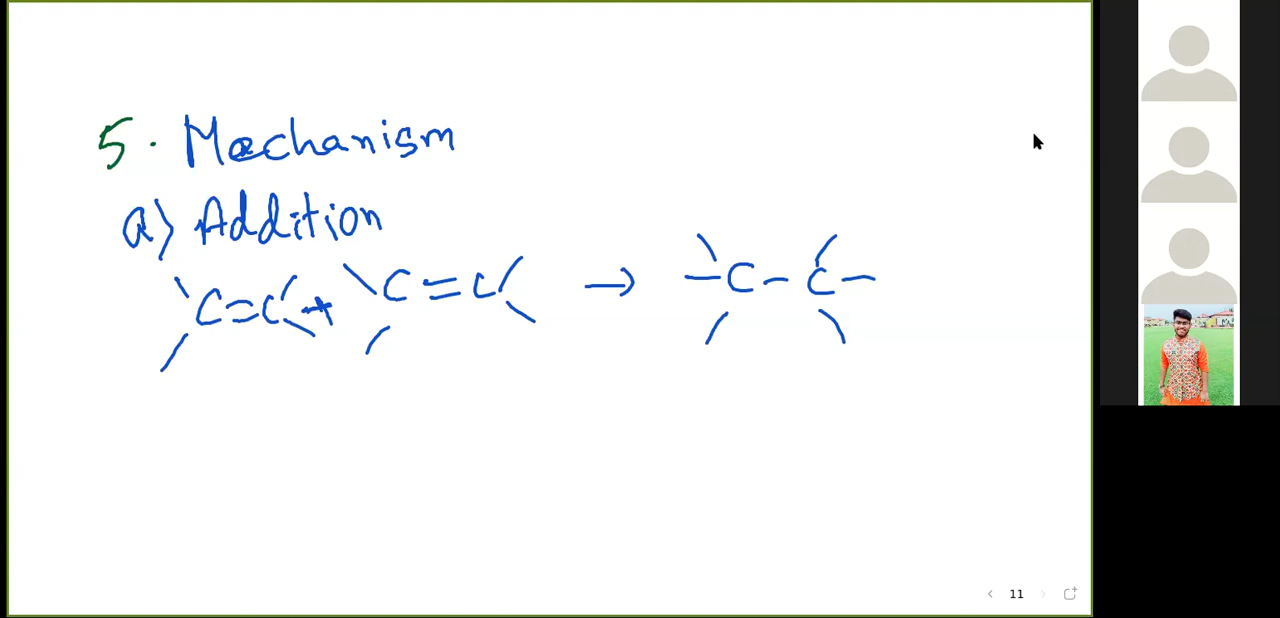 5. Mechanism
a) Addition
C=C + C=C → -C-C-
11